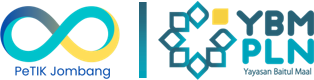 PeTIK Jombang
YBM
PLN
Yayasan Baitul Maal